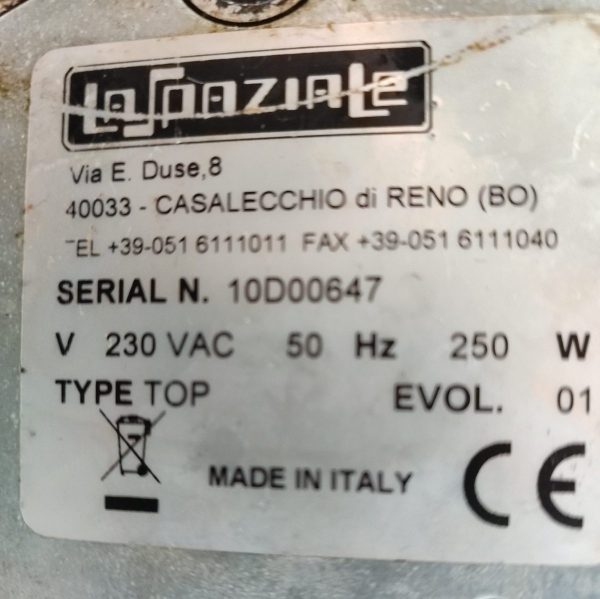 LaSpaziale
Via E. Duse,8
40033 - CASALECCHIO di RENO (BO)
TEL +39-051 6111011 FAX +39-051 6111040
SERIAL N. 10D00647
V 230 VAC 50 Hz 250 W
TYPE TOP EVOL. 01
MADE IN ITALY CE